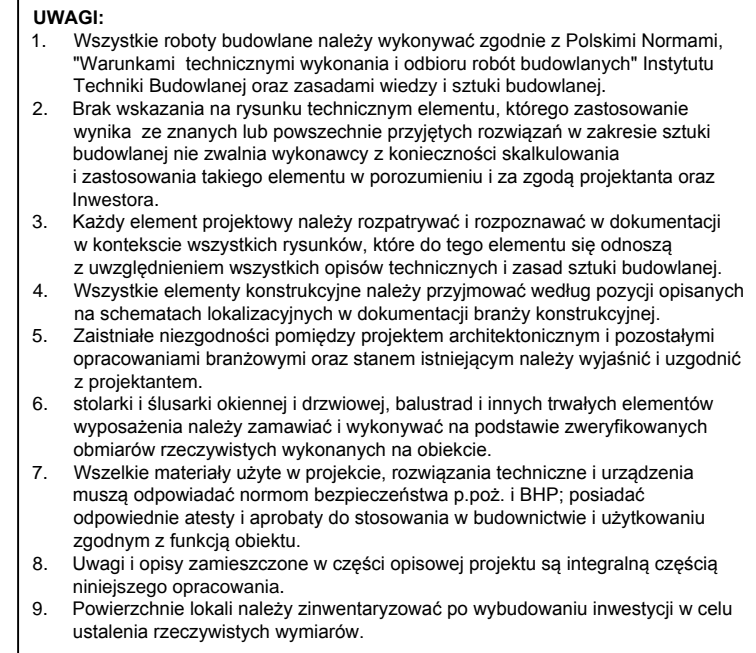 UWAGI:
1. Wszystkie roboty budowlane należy wykonywać zgodnie z Polskimi Normami,
"Warunkami technicznymi wykonania i odbioru robót budowlanych" Instytutu
Techniki Budowlanej oraz zasadami wiedzy i sztuki budowlanej.
2. Brak wskazania na rysunku technicznym elementu, którego zastosowanie
wynika ze znanych lub powszechnie przyjętych rozwiązań w zakresie sztuki
budowlanej nie zwalnia wykonawcy z konieczności skalkulowania
i zastosowania takiego elementu w porozumieniu i za zgodą projektanta oraz
Inwestora.
3. Każdy element projektowy należy rozpatrywać i rozpoznawać w dokumentacji
w kontekscie wszystkich rysunków, które do tego elementu się odnoszą
z uwzględnieniem wszystkich opisów technicznych i zasad sztuki budowlanej.
4. Wszystkie elementy konstrukcyjne należy przyjmować według pozycji opisanych
na schematach lokalizacyjnych w dokumentacji branży konstrukcyjnej.
5. Zaistniałe niezgodności pomiędzy projektem architektonicznym i pozostałymi
opracowaniami branżowymi oraz stanem istniejącym należy wyjaśnić i uzgodnić
z projektantem.
6. stolarki i ślusarki okiennej i drzwiowej, balustrad i innych trwałych elementów
wyposażenia należy zamawiać i wykonywać na podstawie zweryfikowanych
obmiarów rzeczywistych wykonanych na obiekcie.
7. Wszelkie materiały użyte w projekcie, rozwiązania techniczne i urządzenia
muszą odpowiadać normom bezpieczeństwa p.poż. i BHP; posiadać
odpowiednie atesty i aprobaty do stosowania w budownictwie i użytkowaniu
zgodnym z funkcją obiektu.
8. Uwagi i opisy zamieszczone w części opisowej projektu są integralną częścią
niniejszego opracowania.
9. Powierzchnie lokali należy zinwentaryzować po wybudowaniu inwestycji w celu
ustalenia rzeczywistych wymiarów.